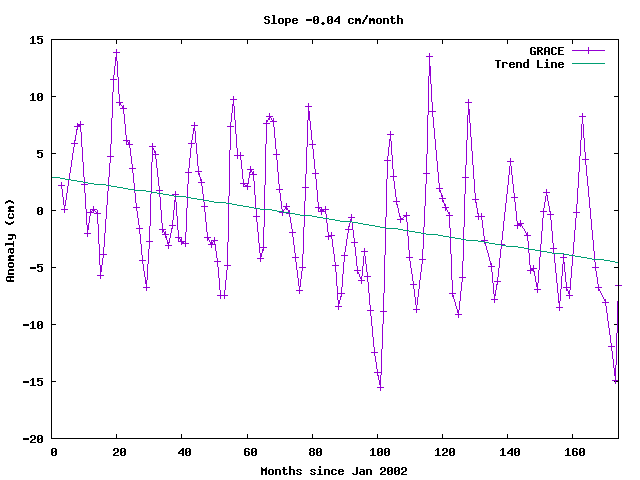 Slope -0.04 cm/month
GRACE
Trend Line
15
10
5
0
-5
-10
-15
-20
Anomaly (cm)
0 20 40 60 80 100 120 140 160
Months since Jan 2002